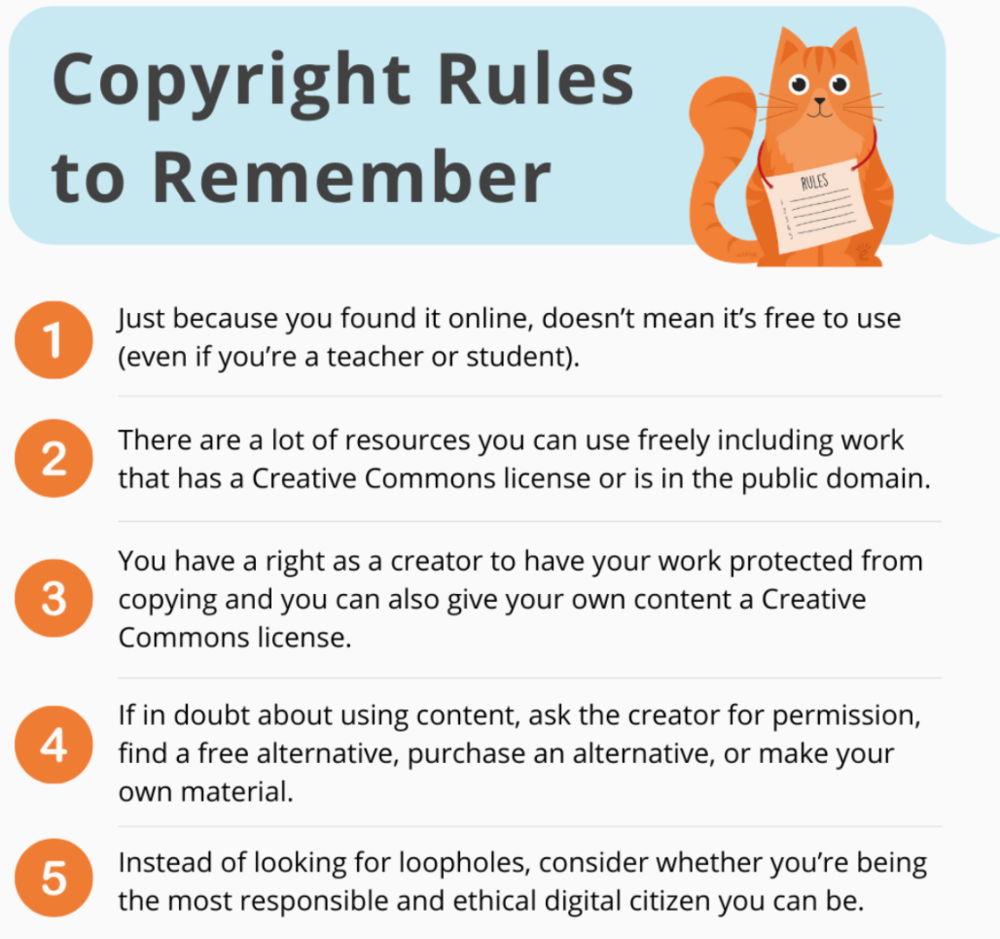 Copyright Rules
to Remember
RULES
1
2
3
4
5
1
Just because you found it online, doesn’t mean it’s free to use
(even if you’re a teacher or student).
2
There are a lot of resources you can use freely including work
that has a Creative Commons license or is in the public domain.
3
You have a right as a creator to have your work protected from
copying and you can also give your own content a Creative
Commons license.
4
If in doubt about using content, ask the creator for permission,
find a free alternative, purchase an alternative, or make your
own material.
5
Instead of looking for loopholes, consider whether you’re being
the most responsible and ethical digital citizen you can be.